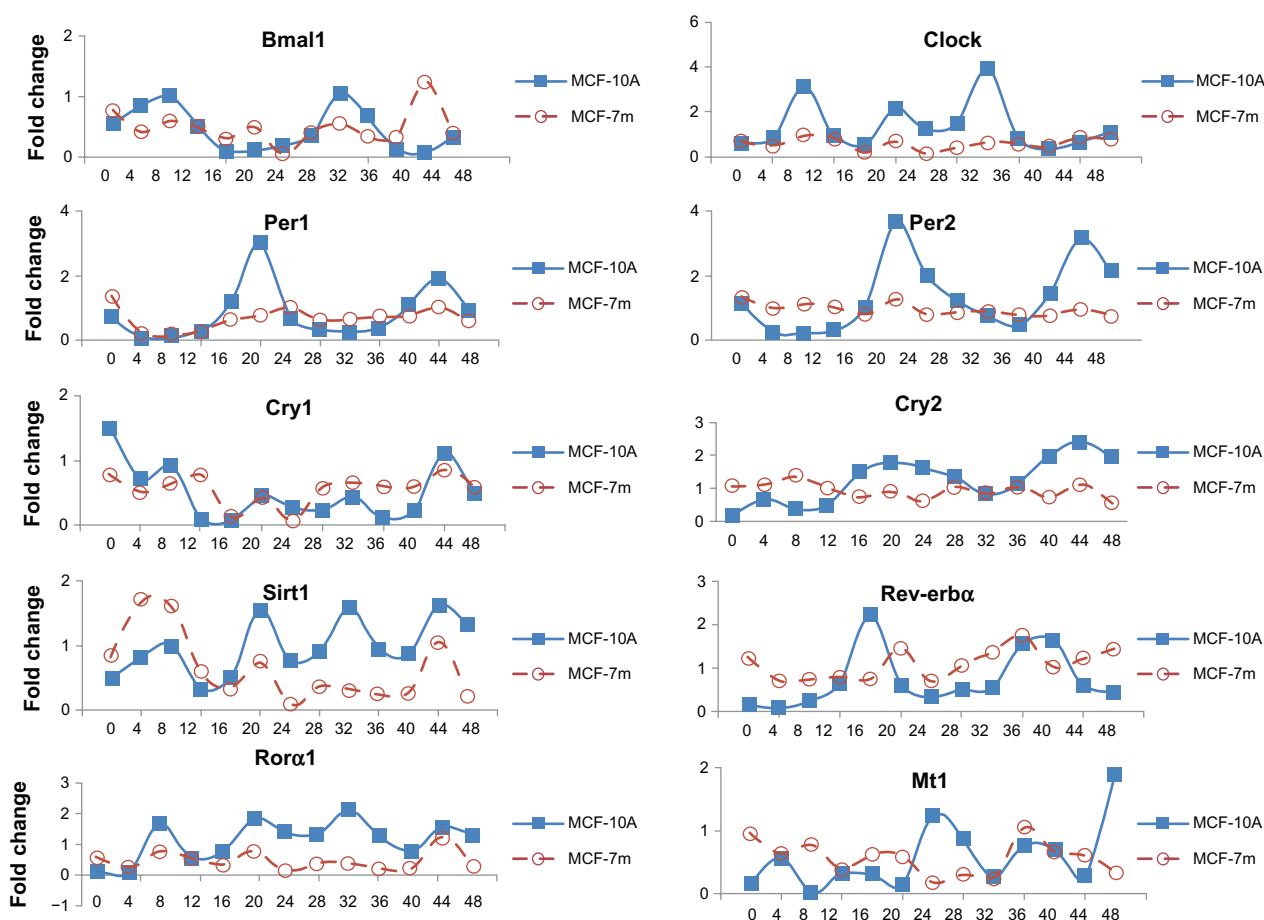 Bmal1
Fold change
2
1
0
0 4 8 12 16 20 24 28 32 36 40 44 48
MCF-10A
MCF-7m
Clock
6
4
2
0
0 4 8 12 16 20 24 28 32 36 40 44 48
MCF-10A
MCF-7m
Per1
Fold change
4
2
0
0 4 8 12 16 20 24 28 32 36 40 44 48
MCF-10A
MCF-7m
Per2
4
2
0
0 4 8 12 16 20 24 28 32 36 40 44 48
MCF-10A
MCF-7m
Cry1
Fold change
2
1
0
0 4 8 12 16 20 24 28 32 36 40 44 48
MCF-10A
MCF-7m
Cry2
3
2
1
0
0 4 8 12 16 20 24 28 32 36 40 44 48
MCF-10A
MCF-7m
Sirt1
Fold change
2
1
0
0 4 8 12 16 20 24 28 32 36 40 44 48
MCF-10A
MCF-7m
Rev-erbα
3
2
1
0
0 4 8 12 16 20 24 28 32 36 40 44 48
MCF-10A
MCF-7m
Rorα1
Fold change
3
2
1
0
−1
0 4 8 12 16 20 24 28 32 36 40 44 48
MCF-10A
MCF-7m
Mt1
2
1
0
0 4 8 12 16 20 24 28 32 36 40 44 48
MCF-10A
MCF-7m